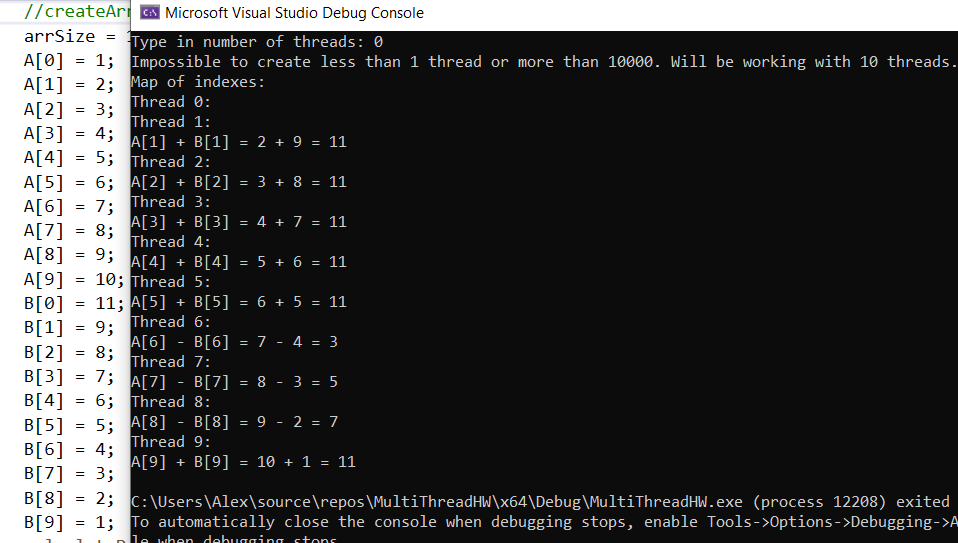 //createArr
arrSize =
A[0] = 1;
A[1] = 2;
A[2] = 3;
A[3] = 4;
A[4] = 5;
A[5] = 6;
A[6] = 7;
A[7] = 8;
A[8] = 9;
A[9] = 10;
B[0] = 11;
B[1] = 9;
B[2] = 8;
B[3] = 7;
B[4] = 6;
B[5] = 5;
B[6] = 4;
B[7] = 3;
B[8] = 2;
B[9] = 1;
Microsoft Visual Studio Debug Console
Type in number of threads: 0
Impossible to create less than 1 thread or more than 10000. Will be working with 10 threads.
Map of indexes:
Thread 0:
Thread 1:
A[1] + B[1] = 2 + 9 = 11
Thread 2:
A[2] + B[2] = 3 + 8 = 11
Thread 3:
A[3] + B[3] = 4 + 7 = 11
Thread 4:
A[4] + B[4] = 5 + 6 = 11
Thread 5:
A[5] + B[5] = 6 + 5 = 11
Thread 6:
A[6] - B[6] = 7 - 4 = 3
Thread 7:
A[7] - B[7] = 8 - 3 = 5
Thread 8:
A[8] - B[8] = 9 - 2 = 7
Thread 9:
A[9] + B[9] = 10 + 1 = 11
C:\Users\Alex\source\repos\MultiThreadHW\x64\Debug\MultiThreadHW.exe (process 12208) exited
To automatically close the console when debugging stops, enable Tools->Options->Debugging->A
le when debugging stops